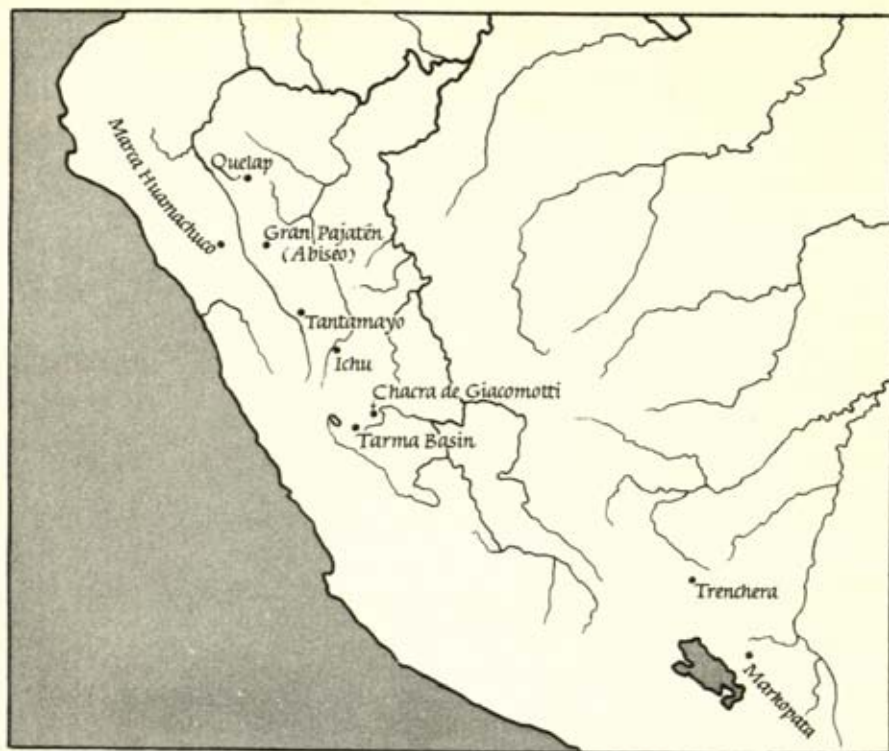 Marca Huamachuco
Quelap
Gran Pajatén
(Abiseo)
Tantamayo
Ichu
Chacra de Giacomotti
Tarma Basin
Trenchera
Markopata